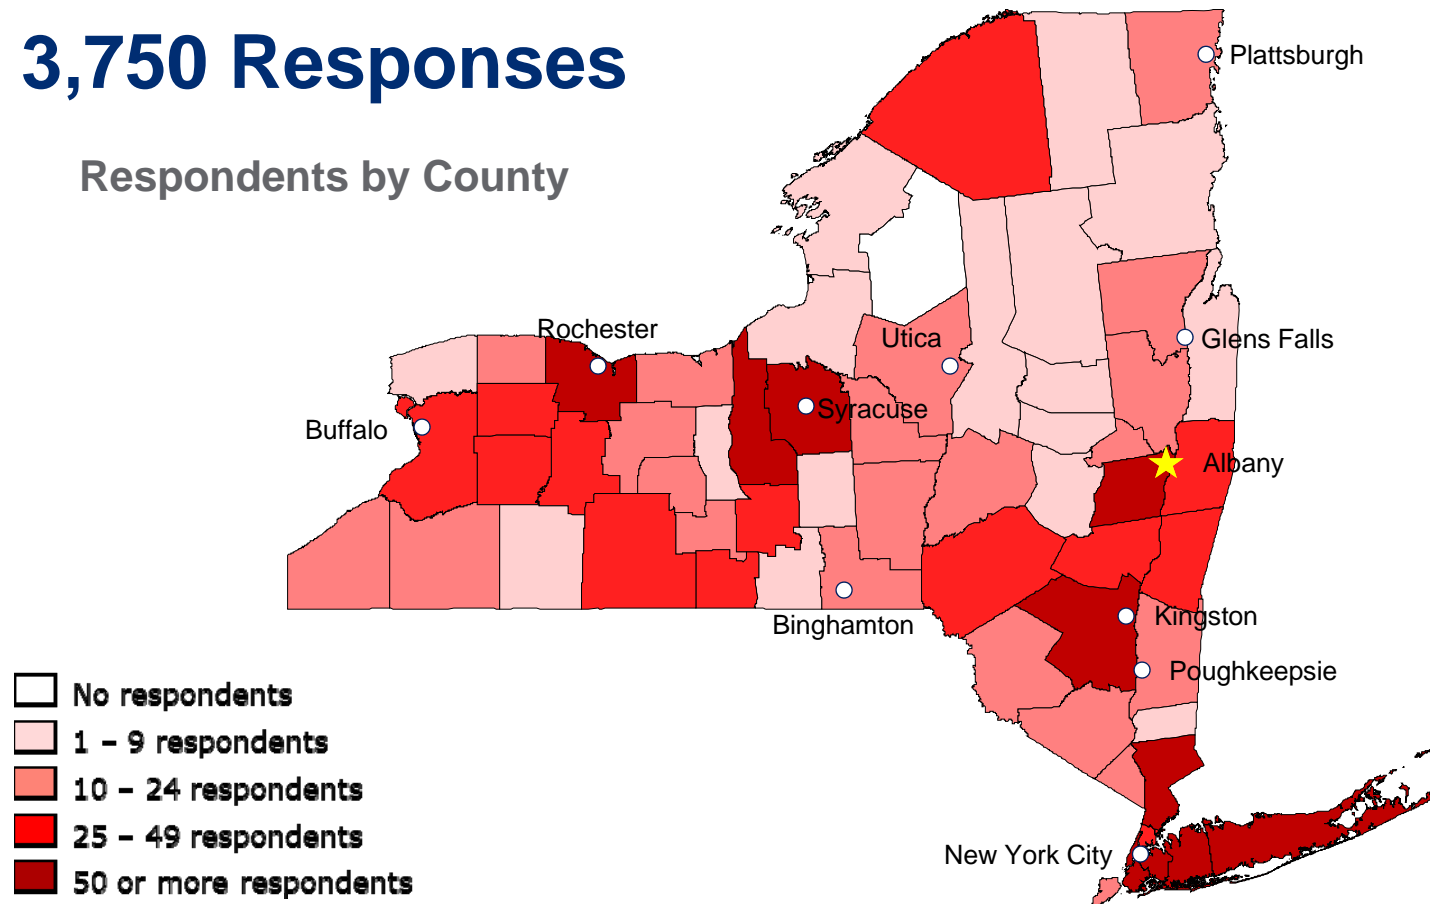 3,750 Responses
Respondents by County
Plattsburgh
Rochester
Utica
Glens Falls
Buffalo
Syracuse
Albany
Binghamton
Kingston
Poughkeepsie
New York City
No respondents
1 – 9 respondents
10 – 24 respondents
25 – 49 respondents
50 or more respondents